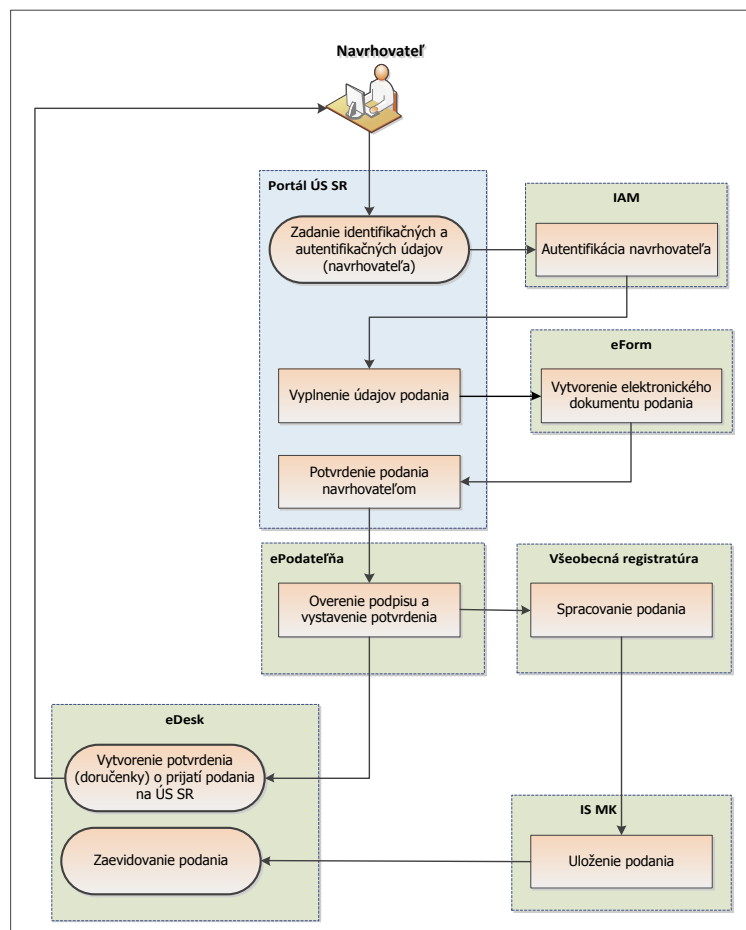 Navrhovateľ
Portál ÚS SR
IAM
Zadanie identifikačných a
autentifikačných údajov
(navrhovateľa)
Autentifikácia navrhovateľa
eForm
Vyplnenie údajov podania
Vytvorenie elektronického
dokumentu podania
Potvrdenie podania
navrhovateľom
ePodateľňa
Všeobecná registratúra
Overenie podpisu a
vystavenie potvrdenia
Spracovanie podania
eDesk
Vytvorenie potvrdenia
(doručenky) o prijatí podania
na ÚS SR
IS MK
Zaevidovanie podania
Uloženie podania